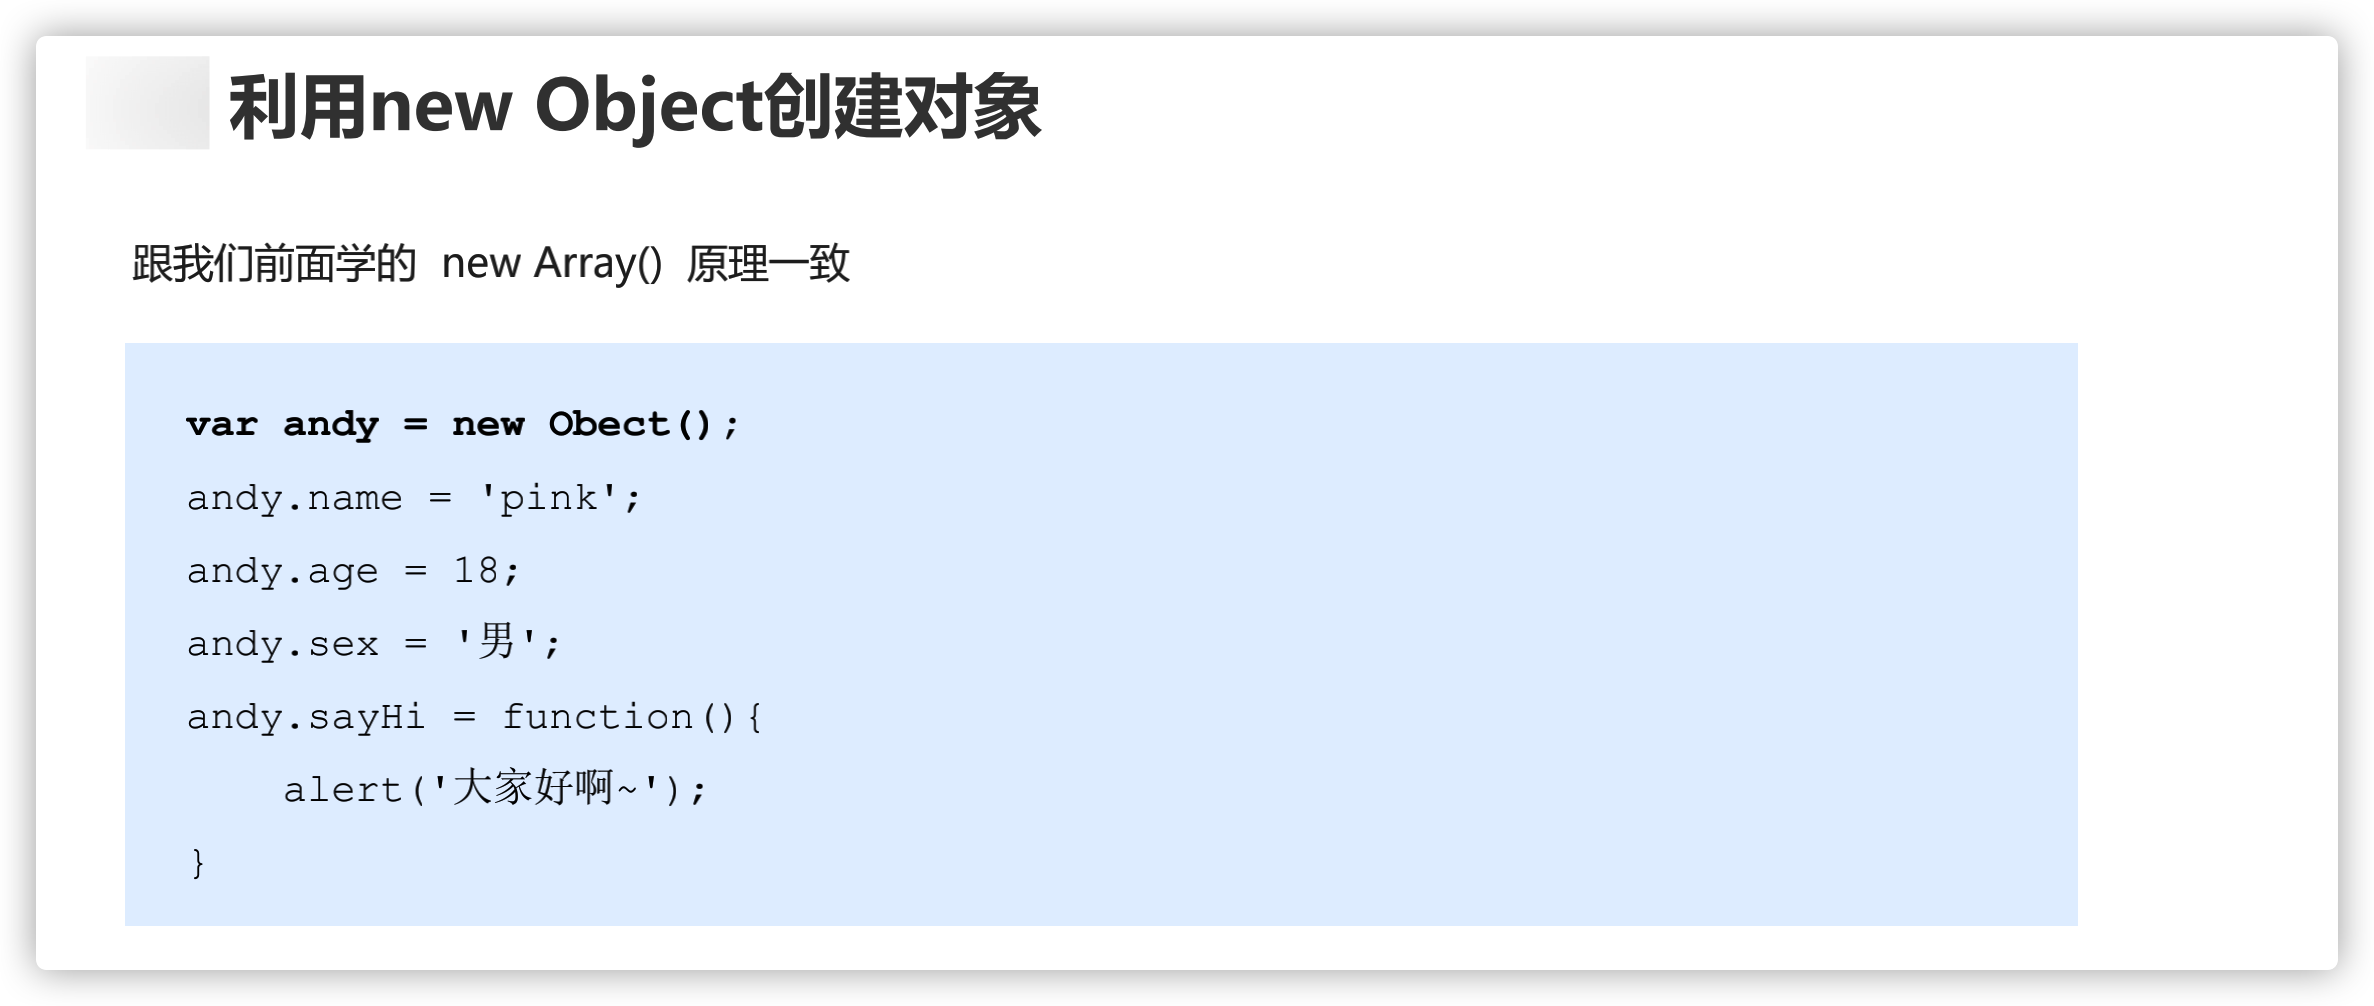 利用new Object创建对象
跟我们前面学的 new Array() 原理一致
var andy = new Obect();
andy.name = 'pink';
andy.age = 18;
andy.sex = '男';
andy.sayHi = function(){
    alert('大家好啊~');
}